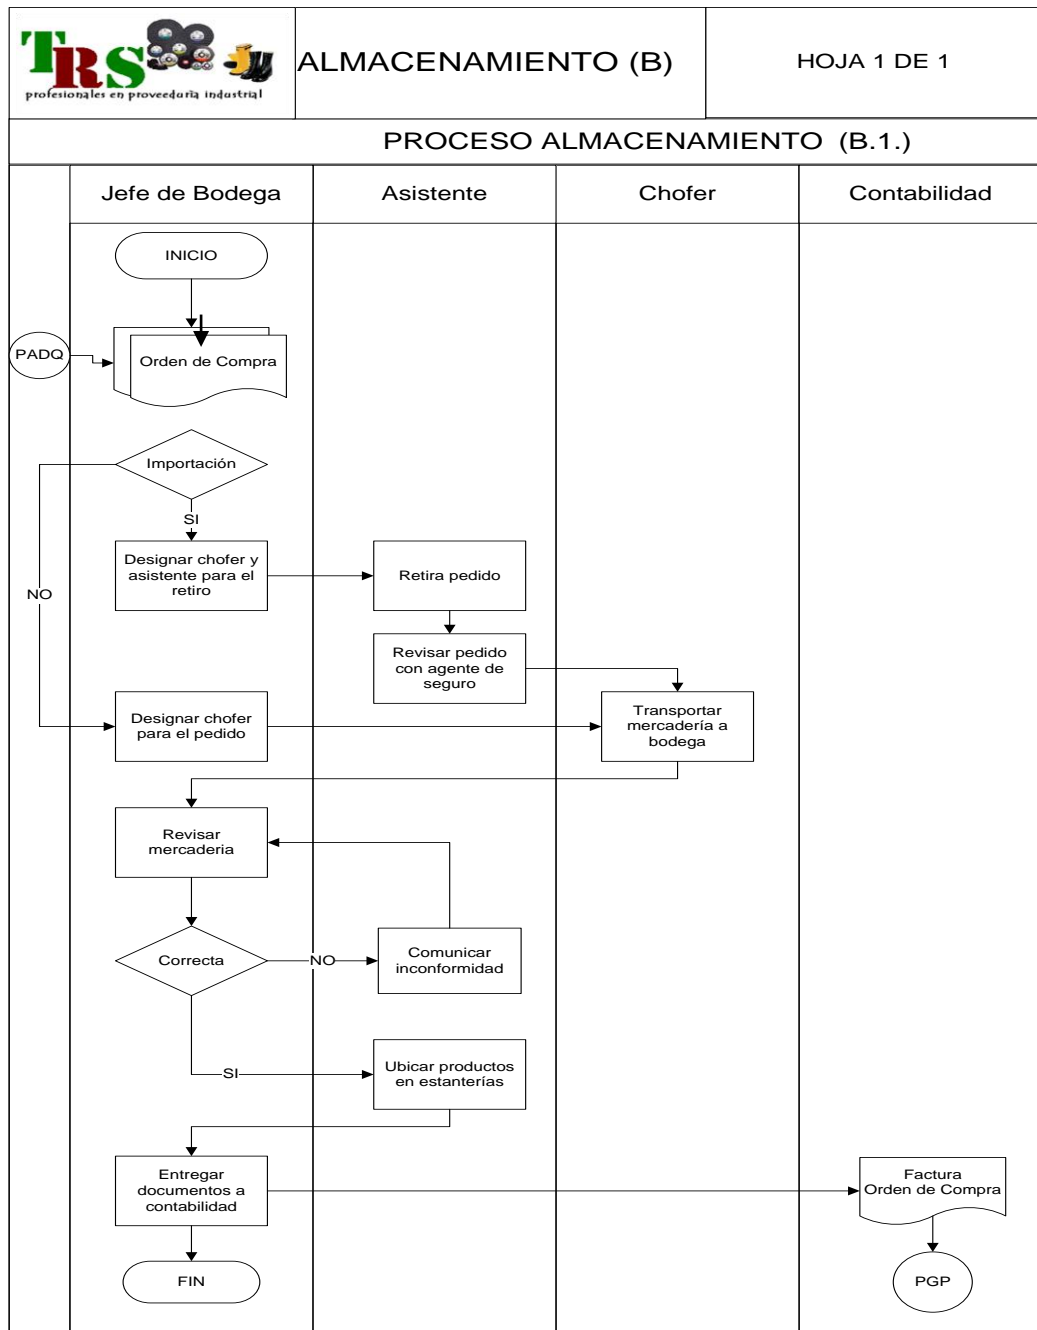 TRS
profesionales en proveeduría industrial
ALMACENAMIENTO (B)
HOJA 1 DE 1
PROCESO ALMACENAMIENTO (B.1.)
Jefe de Bodega
Asistente
Chofer
Contabilidad
INICIO
PADQ
Orden de Compra
Importación
SI
Designar chofer y
asistente para el
retiro
Retira pedido
NO
Revisar pedido
con agente de
seguro
Designar chofer
para el pedido
Transportar
mercadería a
bodega
Revisar
mercaderia
Correcta
NO
Comunicar
inconformidad
SI
Ubicar productos
en estanterías
Entregar
documentos a
contabilidad
Factura
Orden de Compra
FIN
PGP